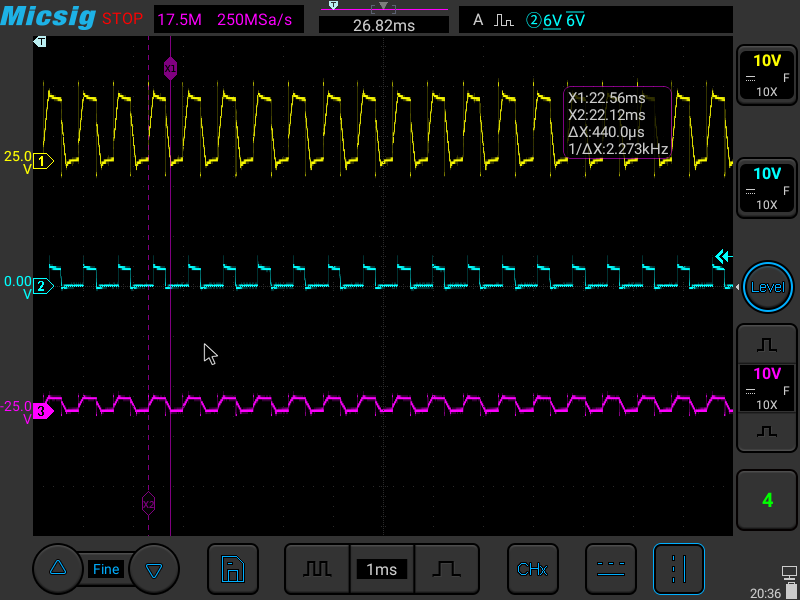 Micsig STOP 17.5M 250MSa/s T 26.82ms A ②6V 6V
T
X1
10V
F
10X
X1:22.56ms
X2:22.12ms
ΔX:440.0μs
1/ΔX:2.273kHz
25.0
V
1
10V
F
10X
0.00
V
2
Level
10V
F
10X
-25.0
V
3
X2
4
Fine 1ms CHx
20:36